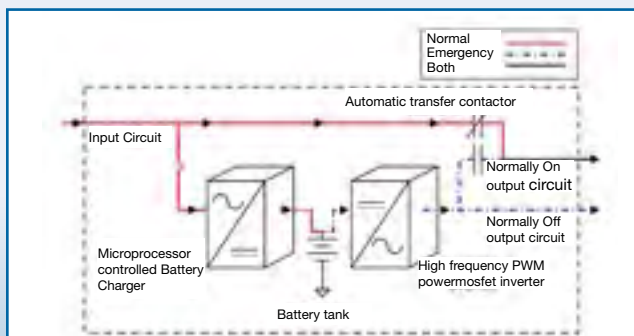 Normal
Emergency
Both
Automatic transfer contactor
Input Circuit
Normally On
output circuit
Normally Off
output circuit
Microprocessor
controlled Battery
Charger
High frequency PWM
powermosfet inverter
Battery tank